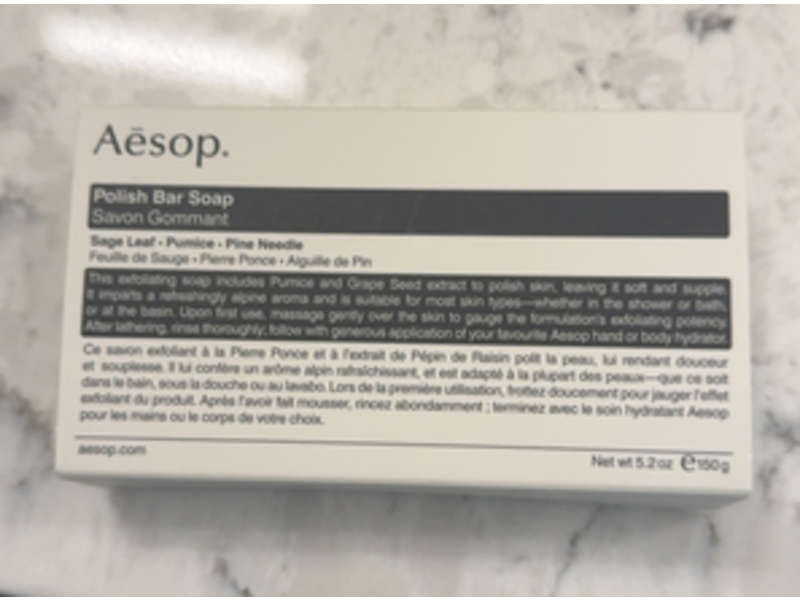 Aēsop.
Polish Bar Soap
Savon Gommant
Sage Leaf • Pumice • Pine Needle
Feuille de Sauge • Pierre Ponce • Aiguille de Pin
This exfoliating soap includes Pumice and Grape Seed extract to polish skin, leaving it soft and supple.
It imparts a refreshingly alpine aroma and is suitable for most skin types—whether in the shower or bath,
or at the basin. Upon first use, massage gently over the skin to gauge the formulation's exfoliating potency.
After lathering, rinse thoroughly; follow with generous application of your favourite Aesop hand or body hydrator.
Ce savon exfoliant à la Pierre Ponce et à l'extrait de Pépin de Raisin polit la peau, lui rendant douceur
et souplesse. Il lui confère un arôme alpin rafraîchissant, et est adapté à la plupart des peaux—que ce soit
dans le bain, sous la douche ou au lavabo. Lors de la première utilisation, frottez doucement pour jauger l'effet
exfoliant du produit. Après l'avoir fait mousser, rincez abondamment ; terminez avec le soin hydratant Aesop
pour les mains ou le corps de votre choix.
aesop.com
Net wt 5.2 oz ℮150g